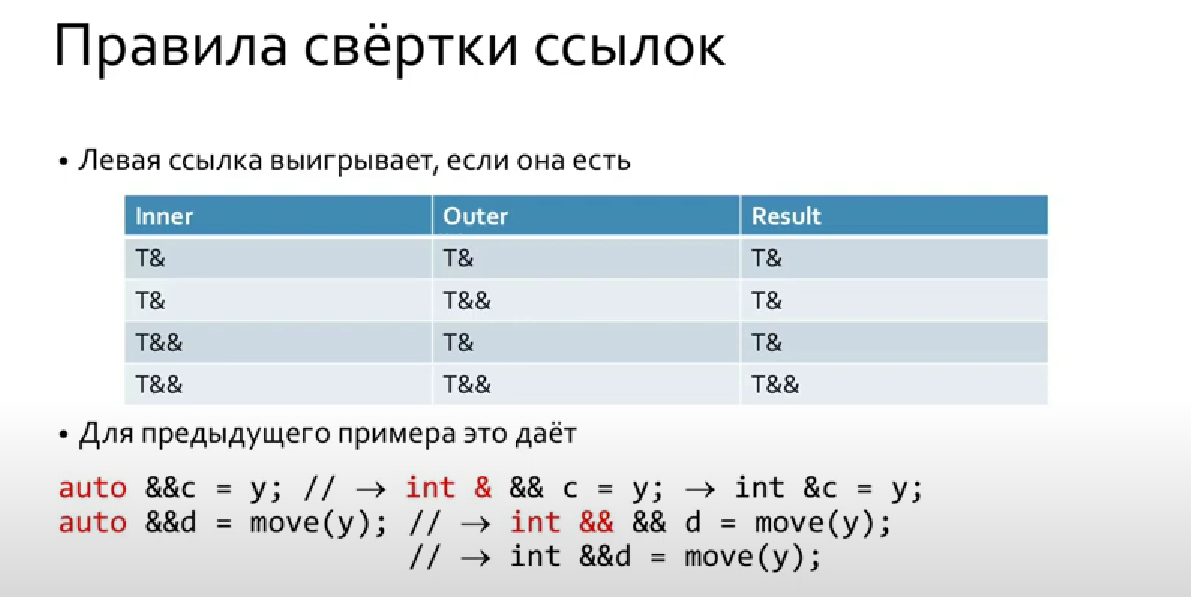 Правила свёртки ссылок
• Левая ссылка выигрывает, если она есть
Inner Outer Result
T& T& T&
T& T&& T&
T&& T& T&
T&& T&& T&&
• Для предыдущего примера это даёт
auto &&c = y; // → int & && c = y; → int &c = y;
auto &&d = move(y); // → int && && d = move(y);
// → int &&d = move(y);